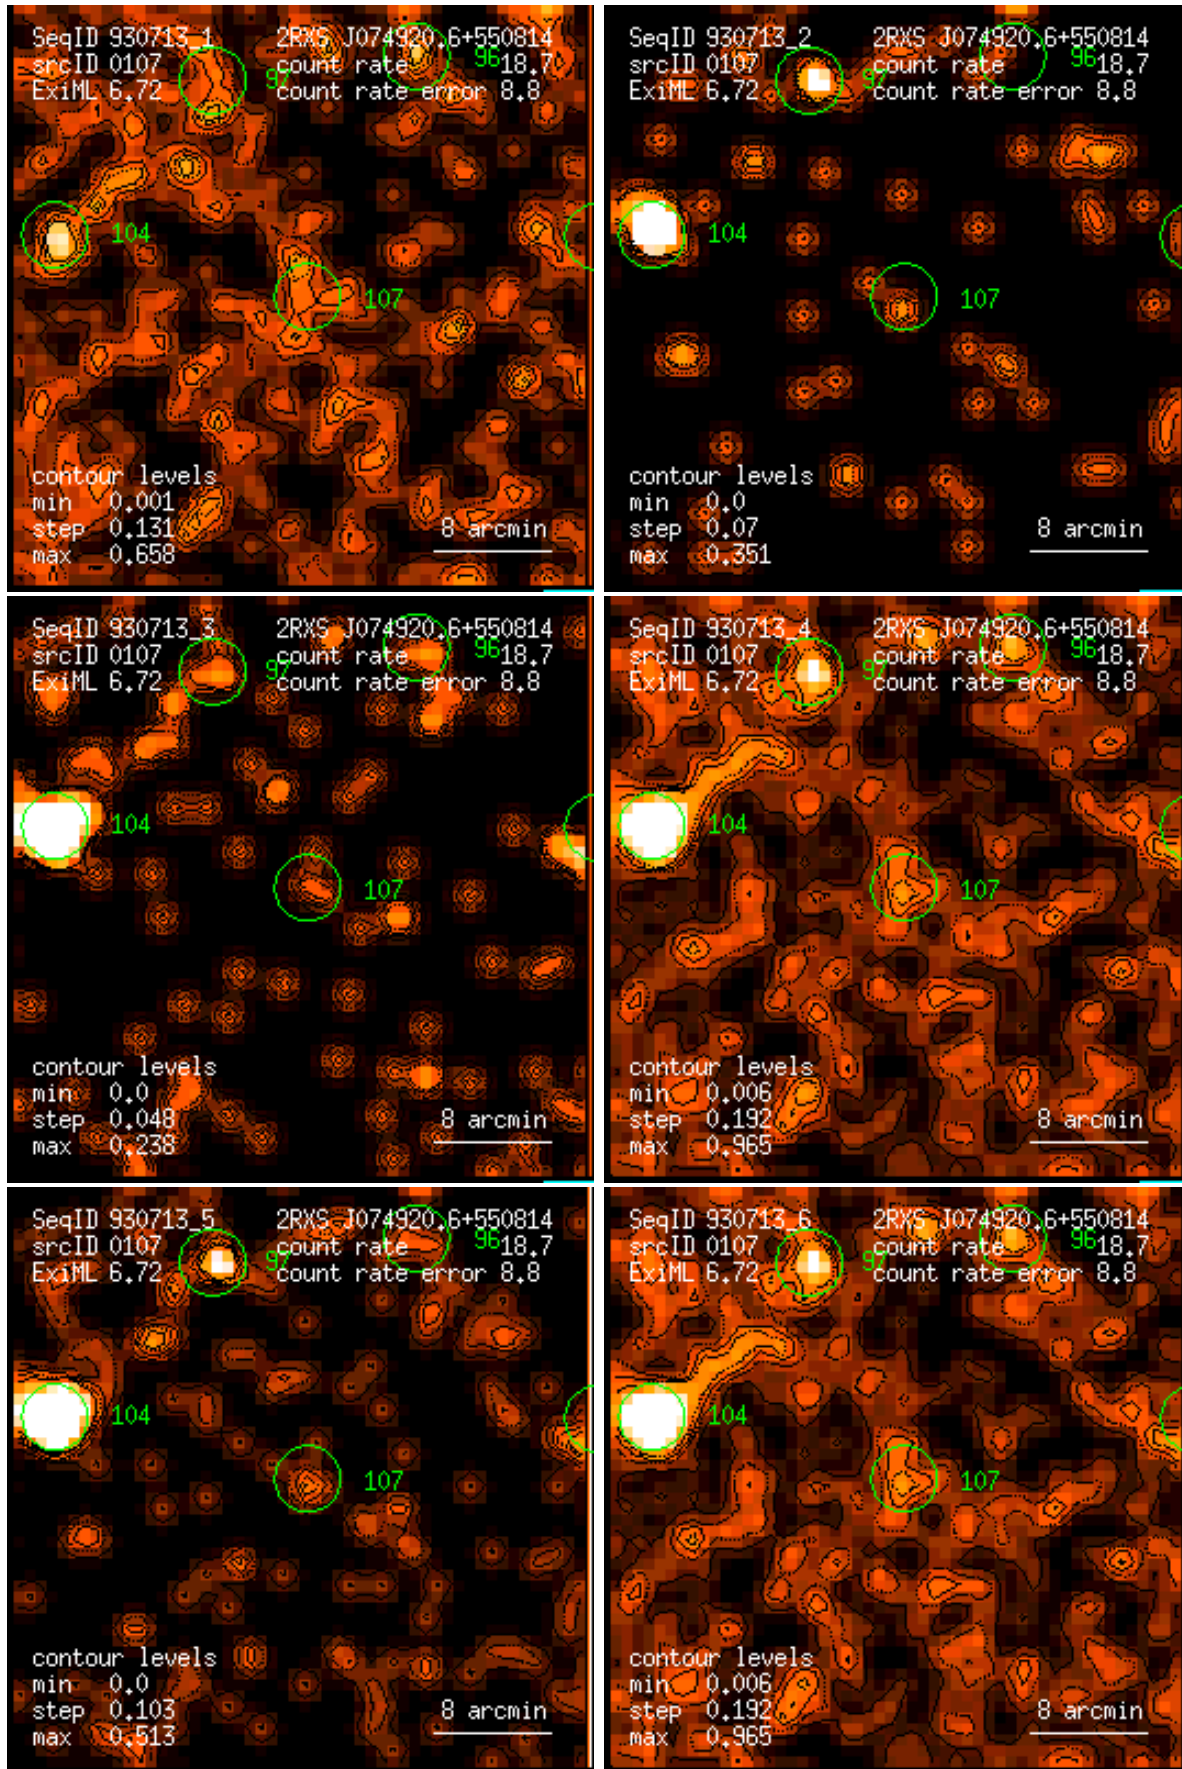 SeqID 930713_1 2RXS J074920.6+550814
srcID 0107 97 count rate 96 18.7
ExiML 6.72 count rate error 8.8
104
107
contour levels
min 0.001
step 0.131 8 arcmin
max 0.658
SeqID 930713_2 2RXS J074920.6+550814
srcID 0107 97 count rate 96 18.7
ExiML 6.72 count rate error 8.8
104
107
contour levels
min 0.0
step 0.07 8 arcmin
max 0.351
SeqID 930713_3 2RXS J074920.6+550814
srcID 0107 97 count rate 96 18.7
ExiML 6.72 count rate error 8.8
104
107
contour levels
min 0.0
step 0.048 8 arcmin
max 0.238
SeqID 930713_4 2RXS J074920.6+550814
srcID 0107 97 count rate 96 18.7
ExiML 6.72 count rate error 8.8
104
107
contour levels
min 0.006
step 0.192 8 arcmin
max 0.965
SeqID 930713_5 2RXS J074920.6+550814
srcID 0107 97 count rate 96 18.7
ExiML 6.72 count rate error 8.8
104
107
contour levels
min 0.0
step 0.103 8 arcmin
max 0.513
SeqID 930713_6 2RXS J074920.6+550814
srcID 0107 97 count rate 96 18.7
ExiML 6.72 count rate error 8.8
104
107
contour levels
min 0.006
step 0.192 8 arcmin
max 0.965